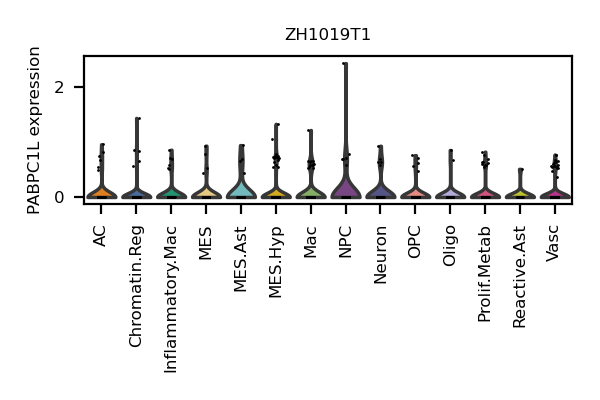 ZH1019T1
PABPC1L expression
2
0
AC
Chromatin.Reg
Inflammatory.Mac
MES
MES.Ast
MES.Hyp
Mac
NPC
Neuron
OPC
Oligo
Prolif.Metab
Reactive.Ast
Vasc